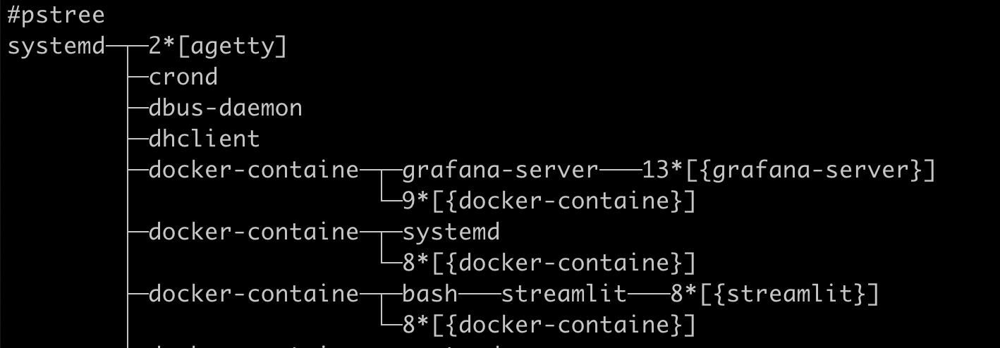 #pstree
systemd─┬─2*[agetty]
        ├─crond
        ├─dbus-daemon
        ├─dhclient
        ├─docker-containe─┬─grafana-server───13*[{grafana-server}]
        │                 └─9*[{docker-containe}]
        ├─docker-containe─┬─systemd
        │                 └─8*[{docker-containe}]
        ├─docker-containe─┬─bash───streamlit───8*[{streamlit}]
        │                 └─8*[{docker-containe}]